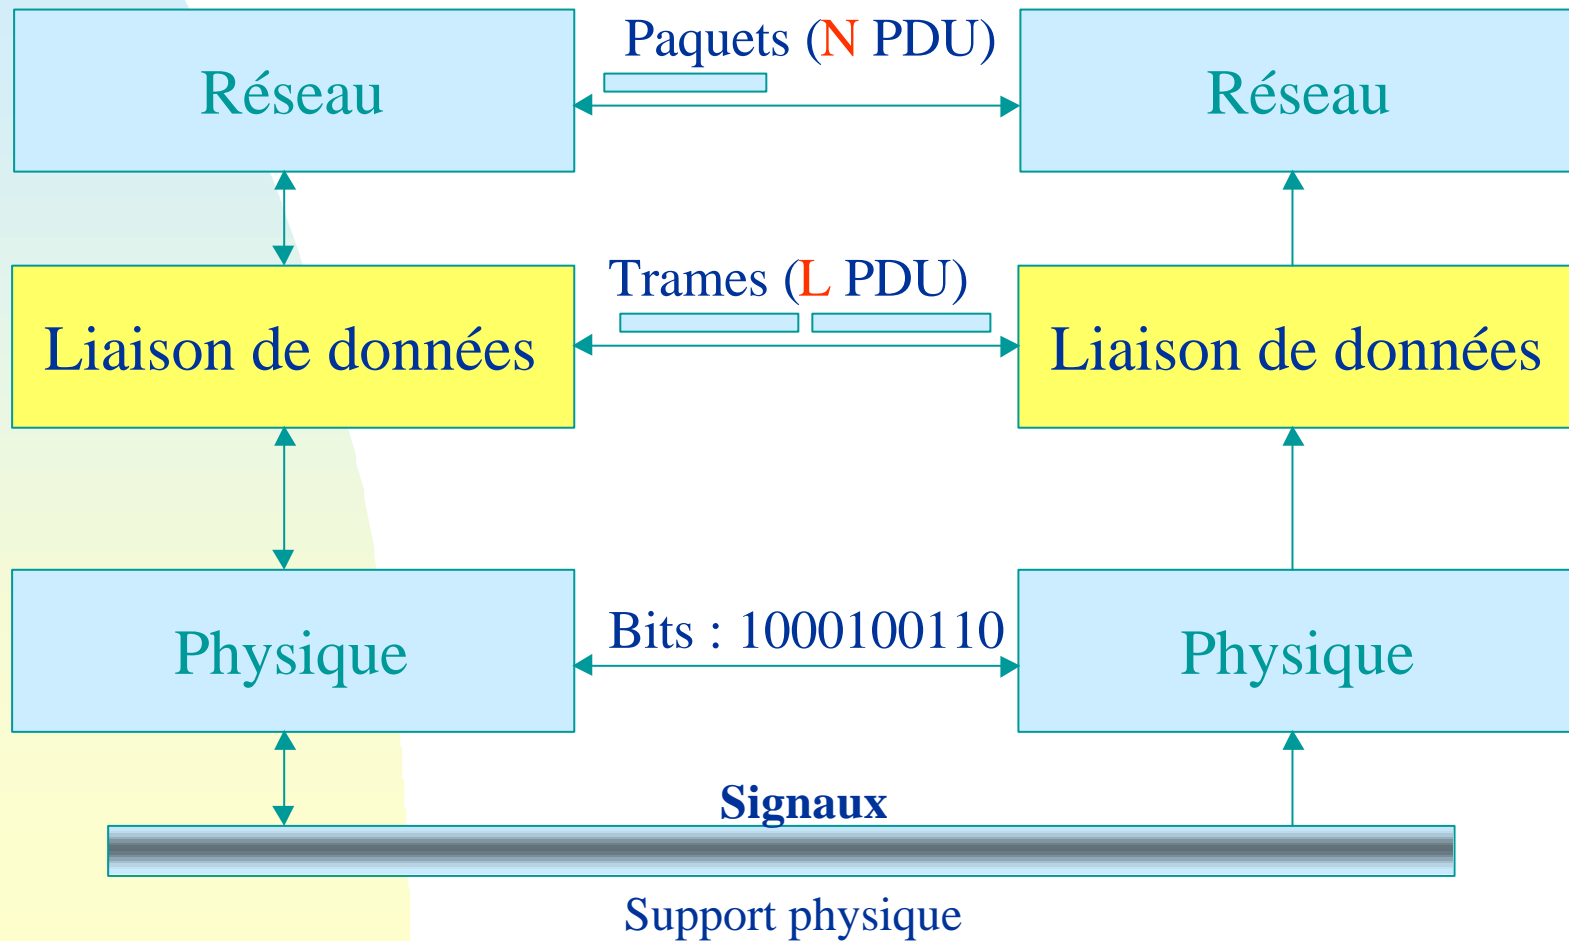 Paquets (N PDU)
Réseau
Réseau
Trames (L PDU)
Liaison de données
Liaison de données
Bits : 1000100110
Physique
Physique
Signaux
Support physique